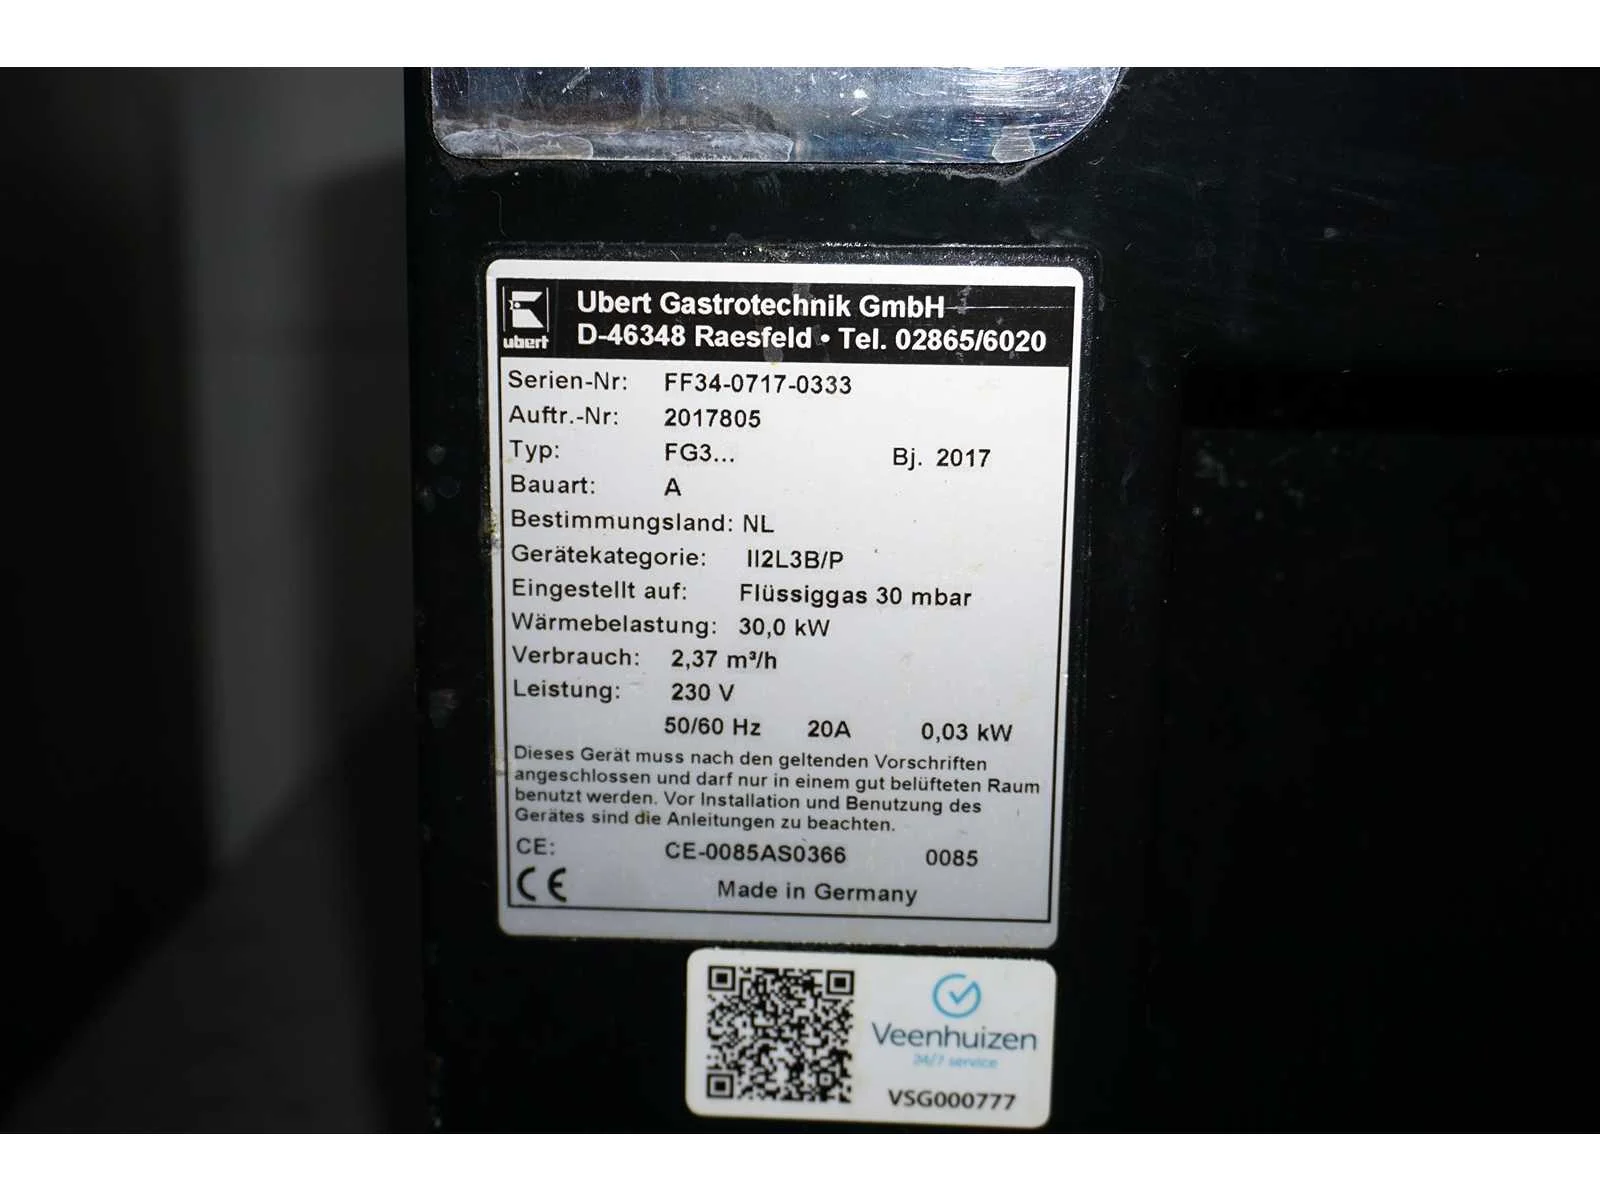 ubert
Ubert Gastrotechnik GmbH
D-46348 Raesfeld • Tel. 02865/6020
Serien-Nr: FF34-0717-0333
Auftr.-Nr: 2017805
Typ: FG3... Bj. 2017
Bauart: A
Bestimmungsland: NL
Gerätekategorie: II2L3B/P
Eingestellt auf: Flüssiggas 30 mbar
Wärmebelastung: 30,0 kW
Verbrauch: 2,37 m³/h
Leistung: 230 V
50/60 Hz 20A 0,03 kW
Dieses Gerät muss nach den geltenden Vorschriften
angeschlossen und darf nur in einem gut belüfteten Raum
benutzt werden. Vor Installation und Benutzung des
Gerätes sind die Anleitungen zu beachten.
CE: CE-0085AS0366 0085
CE Made in Germany
Veenhuizen
24/7 service
VSG000777